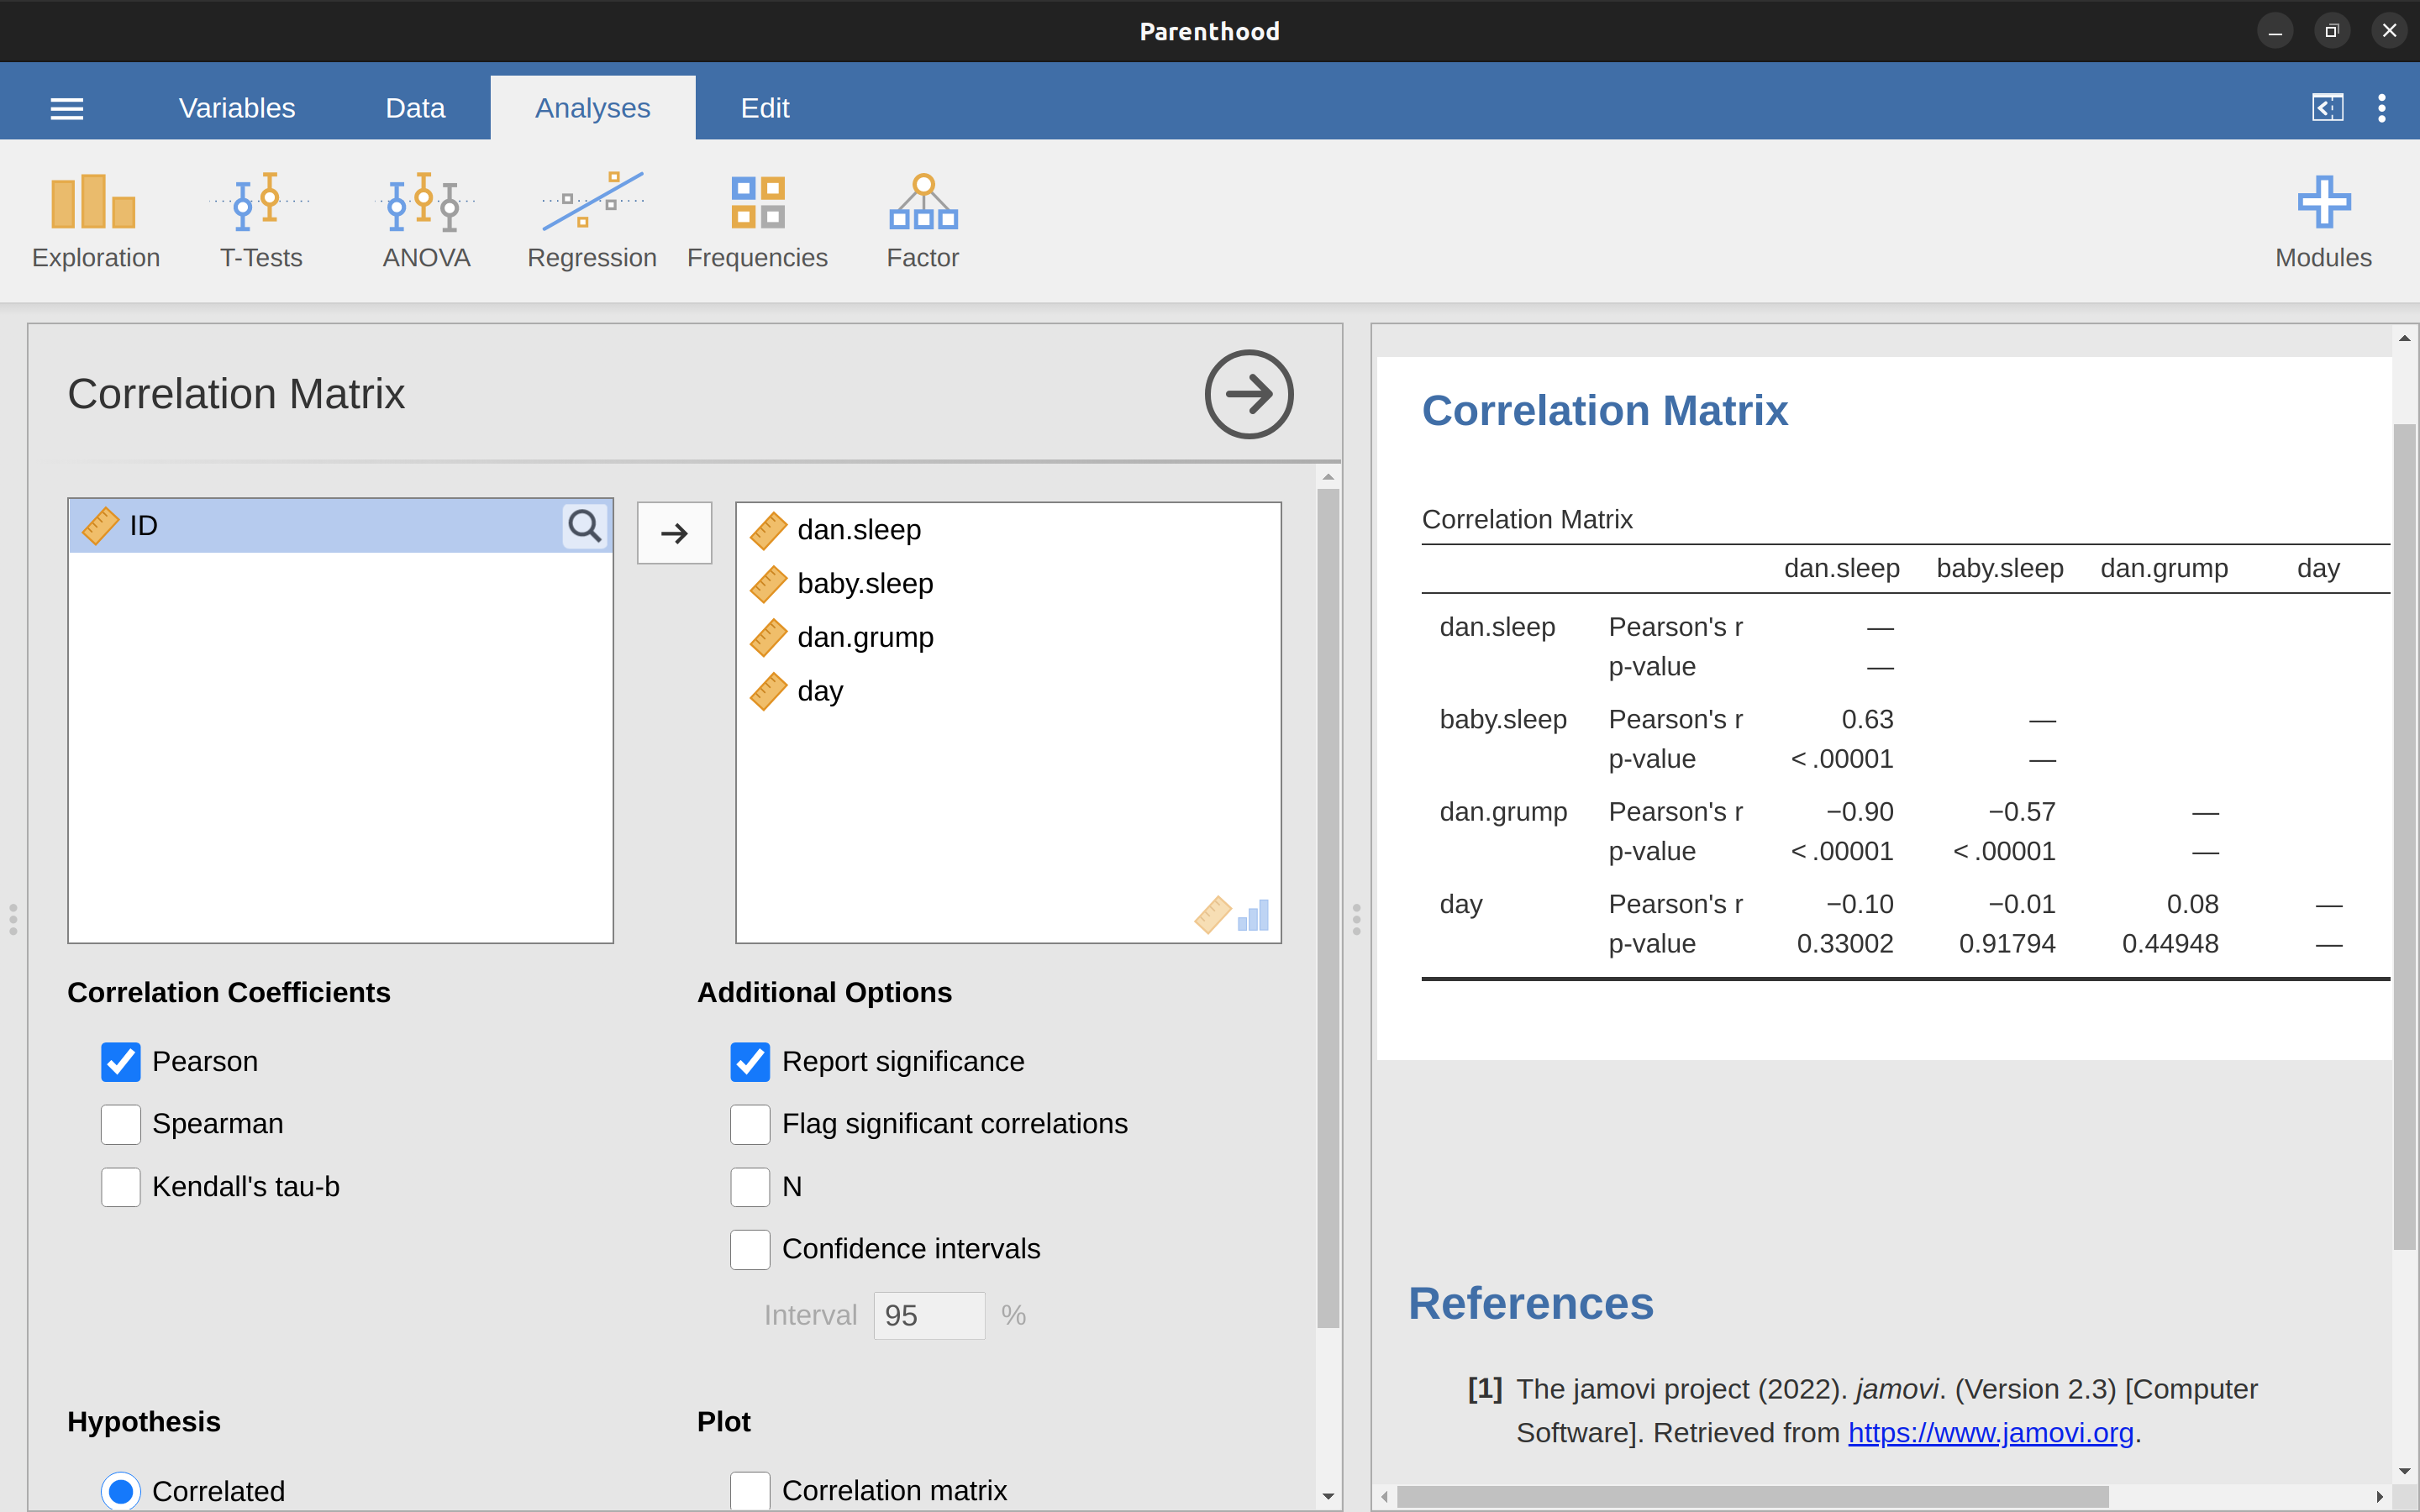 Parenthood
Variables Data Analyses Edit
Exploration T-Tests ANOVA Regression Frequencies Factor Modules
Correlation Matrix
ID
dan.sleep
baby.sleep
dan.grump
day
Correlation Coefficients
Pearson
Spearman
Kendall's tau-b
Additional Options
Report significance
Flag significant correlations
N
Confidence intervals
Interval 95 %
Hypothesis
Correlated
Plot
Correlation matrix
Correlation Matrix
Correlation Matrix
dan.sleep baby.sleep dan.grump day
dan.sleep Pearson's r —
p-value —
baby.sleep Pearson's r 0.63 —
p-value < .00001 —
dan.grump Pearson's r −0.90 −0.57 —
p-value < .00001 < .00001 —
day Pearson's r −0.10 −0.01 0.08 —
p-value 0.33002 0.91794 0.44948 —
References
[1] The jamovi project (2022). jamovi. (Version 2.3) [Computer
Software]. Retrieved from https://www.jamovi.org.